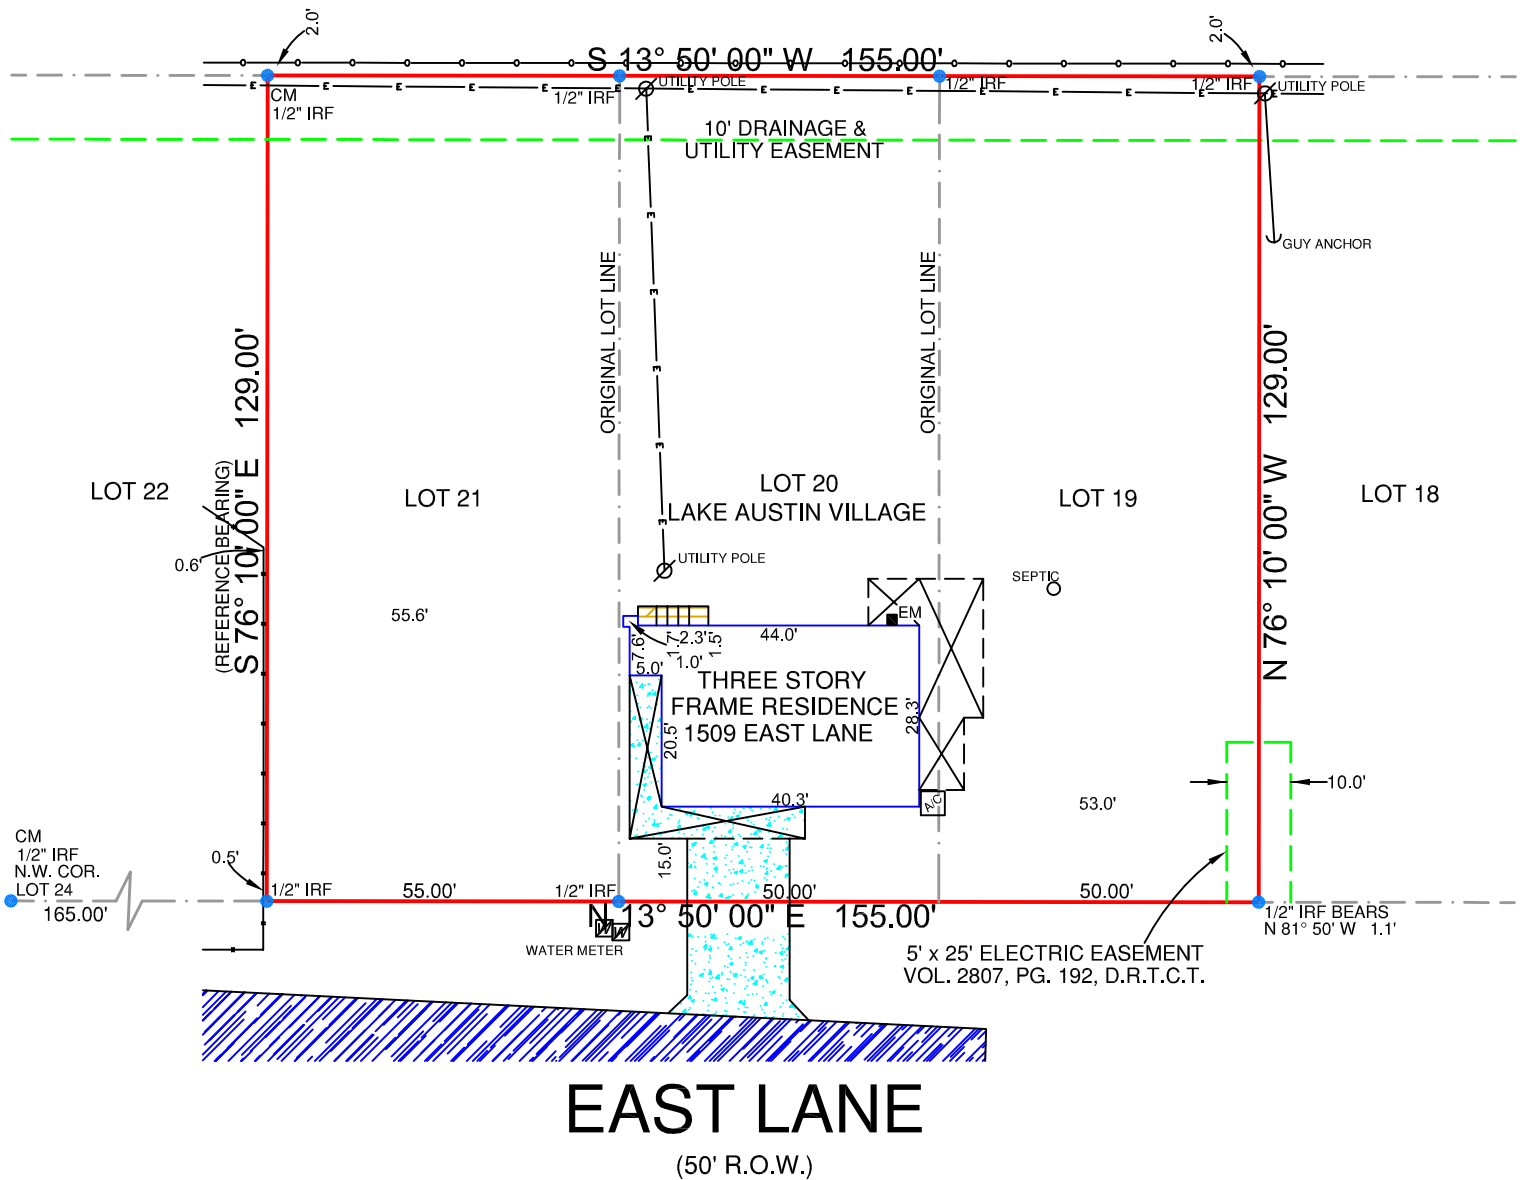 2.0'
2.0'
S 13° 50' 00" W 155.00'
CM
1/2" IRF
1/2" IRF
UTILITY POLE
1/2" IRF
1/2" IRF
UTILITY POLE
10' DRAINAGE &
UTILITY EASEMENT
GUY ANCHOR
ORIGINAL LOT LINE
ORIGINAL LOT LINE
S 76° 10' 00" E 129.00'
(REFERENCE BEARING)
N 76° 10' 00" W 129.00'
LOT 22
LOT 21
LOT 20
LAKE AUSTIN VILLAGE
LOT 19
LOT 18
0.6'
UTILITY POLE
SEPTIC
55.6'
EM
7.6'
1.7'
2.3'
1.5'
1.0'
44.0'
5.0'
THREE STORY
FRAME RESIDENCE
1509 EAST LANE
28.3'
20.5'
40.3'
A/C
53.0'
10.0'
15.0'
CM
1/2" IRF
N.W. COR.
LOT 24
165.00'
0.5'
1/2" IRF
55.00'
1/2" IRF
50.00'
50.00'
N 13° 50' 00" E 155.00'
1/2" IRF BEARS
N 81° 50' W 1.1'
W
W
WATER METER
5' x 25' ELECTRIC EASEMENT
VOL. 2807, PG. 192, D.R.T.C.T.
EAST LANE
(50' R.O.W.)